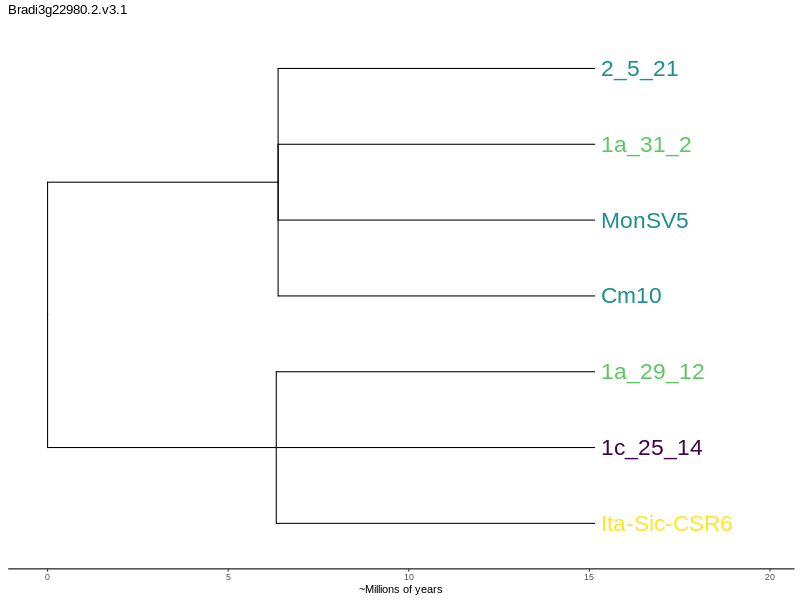 Bradi3g22980.2.v3.1
2_5_21
1a_31_2
MonSV5
Cm10
1a_29_12
1c_25_14
Ita-Sic-CSR6
0 5 10 15 20
~Millions of years